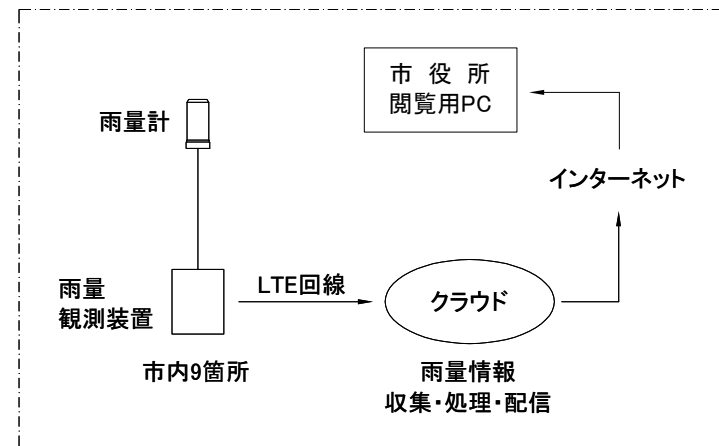 市役所
閲覧用PC
雨量計
インターネット
LTE回線
雨量
観測装置
クラウド
市内9箇所
雨量情報
収集・処理・配信